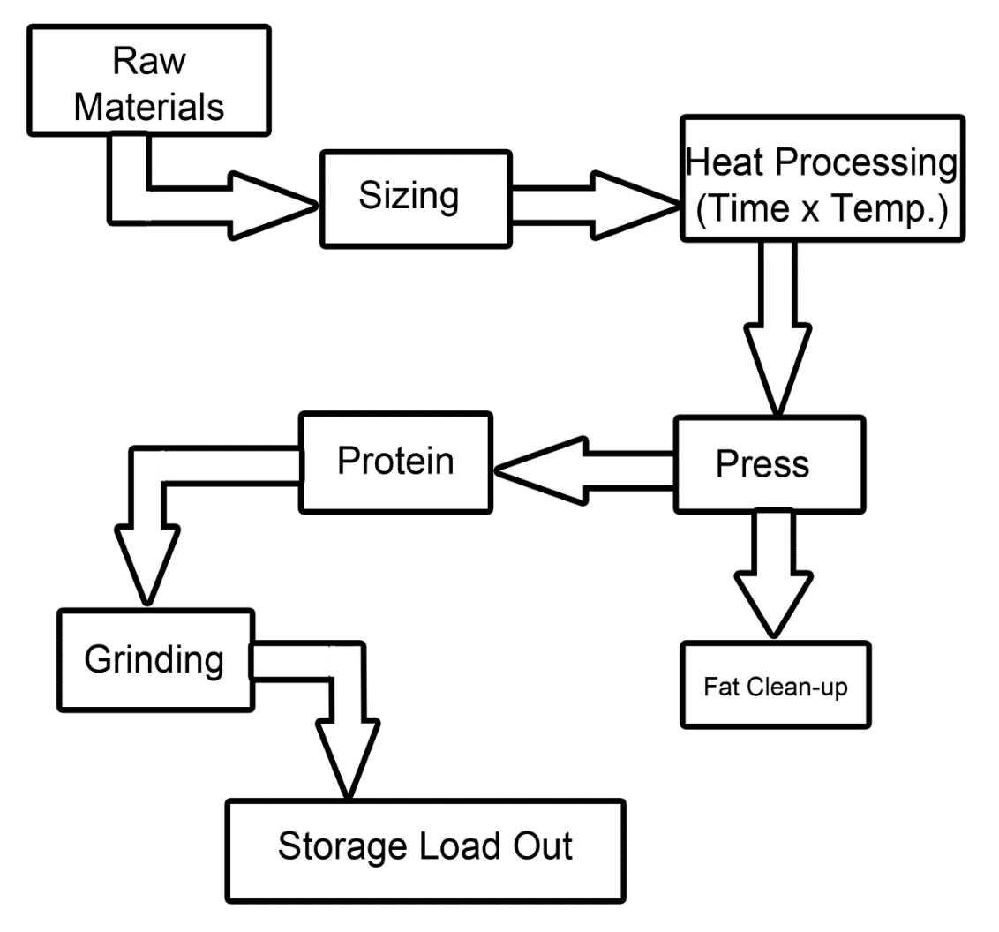 Raw
Materials
Sizing
Heat Processing
(Time x Temp.)
Protein
Press
Grinding
Fat Clean-up
Storage Load Out